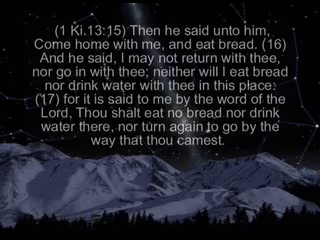 (1 Ki.13:15) Then he said unto him,
Come home with me, and eat bread. (16)
And he said, I may not return with thee,
nor go in with thee; neither will I eat bread
nor drink water with thee in this place:
(17) for it is said to me by the word of the
Lord, Thou shalt eat no bread nor drink
water there, nor turn again to go by the
way that thou camest.